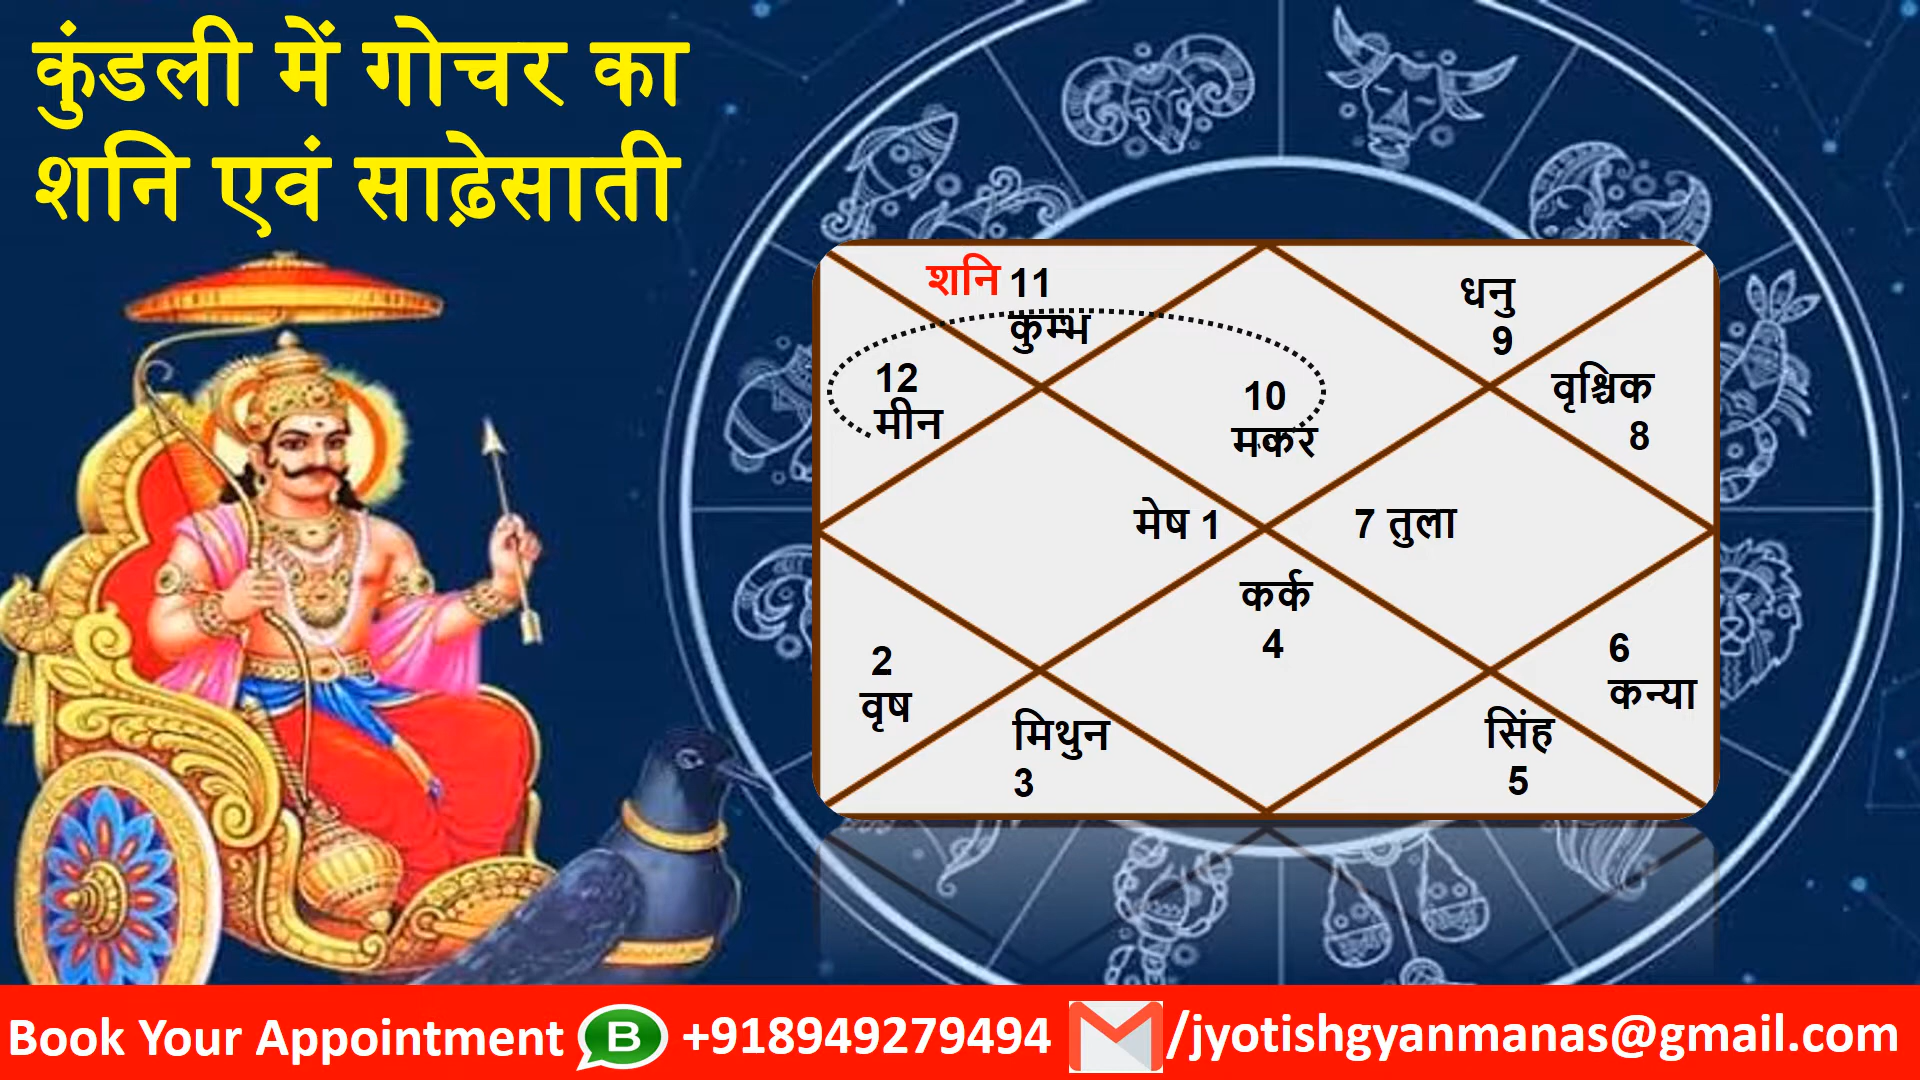 कुंडली में गोचर का
शनि एवं साढ़ेसाती
शनि 11
कुम्भ
धनु
9
12
मीन
10
मकर
वृश्चिक
8
मेष 1
7 तुला
कर्क
4
2
वृष
6
कन्या
मिथुन
3
सिंह
5
Book Your Appointment B +918949279494 /jyotishgyanmanas@gmail.com